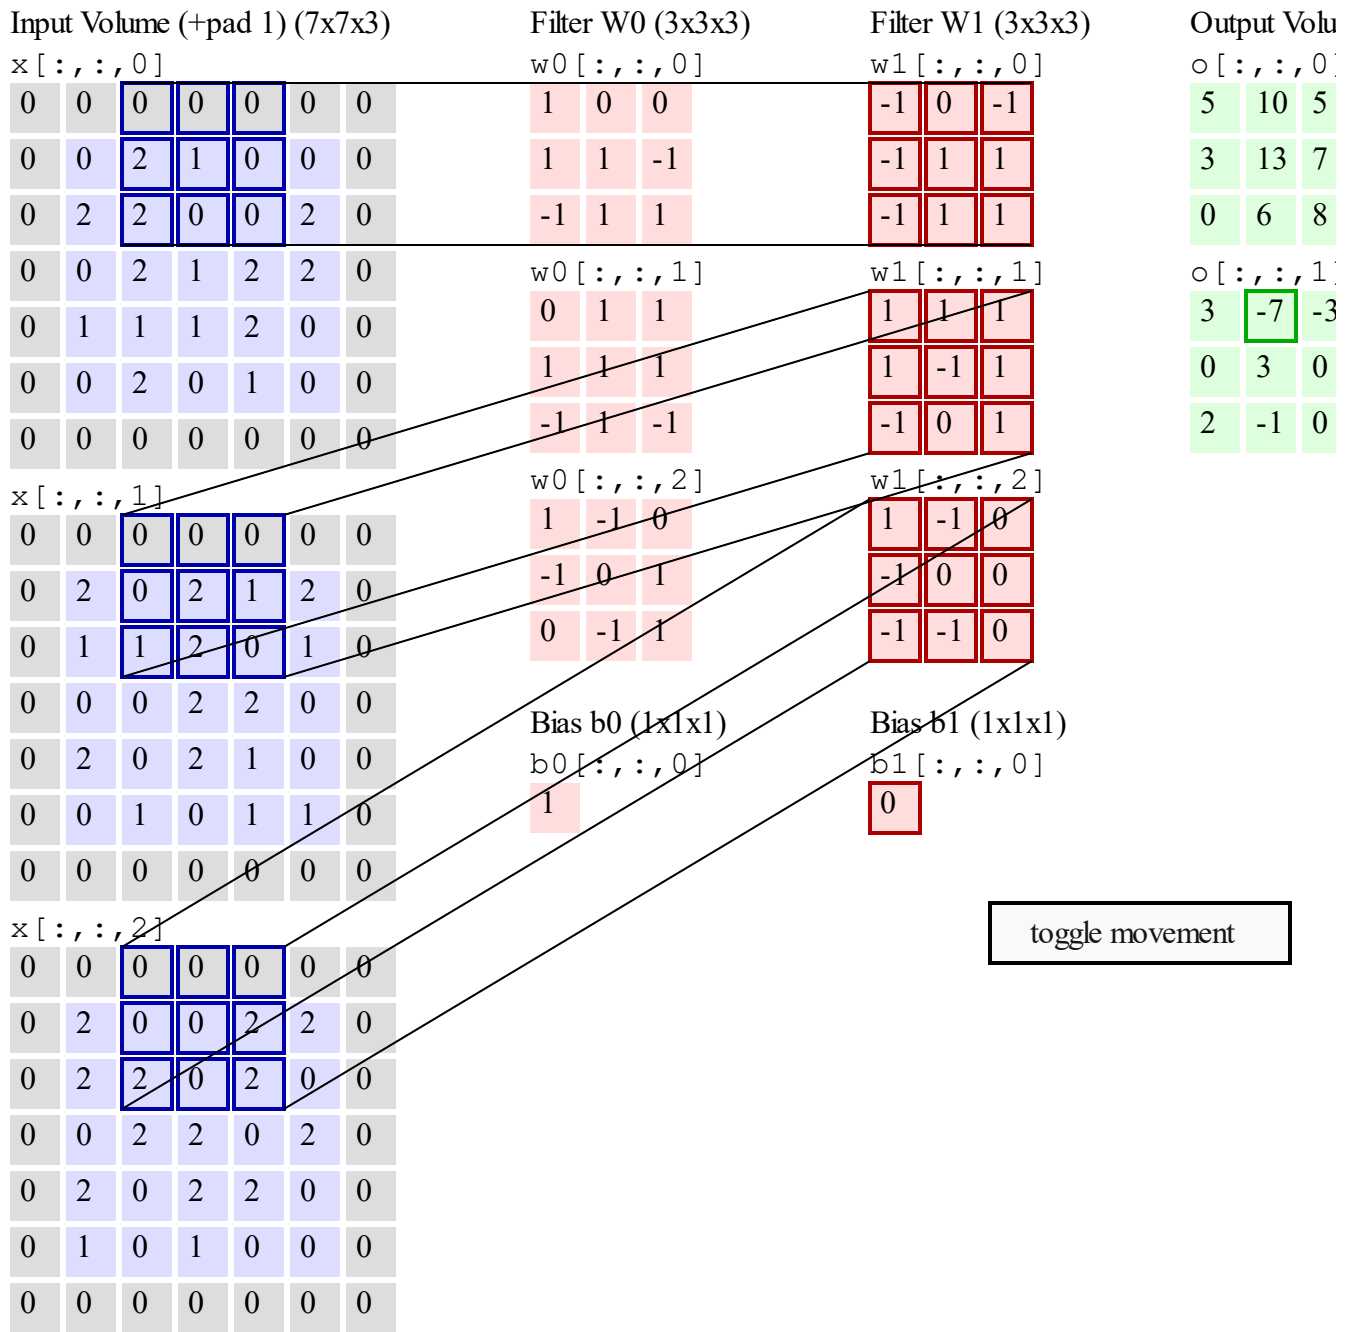 Input Volume (+pad 1) (7x7x3)
x[:,:,0]
0 0 0 0 0 0 0
0 0 2 1 0 0 0
0 2 2 0 0 2 0
0 0 2 1 2 2 0
0 1 1 1 2 0 0
0 0 2 0 1 0 0
0 0 0 0 0 0 0
x[:,:,1]
0 0 0 0 0 0 0
0 2 0 2 1 2 0
0 1 1 2 0 1 0
0 0 0 2 2 0 0
0 2 0 2 1 0 0
0 0 1 0 1 1 0
0 0 0 0 0 0 0
x[:,:,2]
0 0 0 0 0 0 0
0 2 0 0 2 2 0
0 2 2 0 2 0 0
0 0 2 2 0 2 0
0 2 0 2 2 0 0
0 1 0 1 0 0 0
0 0 0 0 0 0 0
Filter W0 (3x3x3)
w0[:,:,0]
1 0 0
1 1 -1
-1 1 1
w0[:,:,1]
0 1 1
1 1 1
-1 1 -1
w0[:,:,2]
1 -1 0
-1 0 1
0 -1 1
Bias b0 (1x1x1)
b0[:,:,0]
1
Filter W1 (3x3x3)
w1[:,:,0]
-1 0 -1
-1 1 1
-1 1 1
w1[:,:,1]
1 1 1
1 -1 1
-1 0 1
w1[:,:,2]
1 -1 0
-1 0 0
-1 -1 0
Bias b1 (1x1x1)
b1[:,:,0]
0
Output Volu
o[:,:,0]
5 10 5
3 13 7
0 6 8
o[:,:,1]
3 -7 -3
0 3 0
2 -1 0
toggle movement